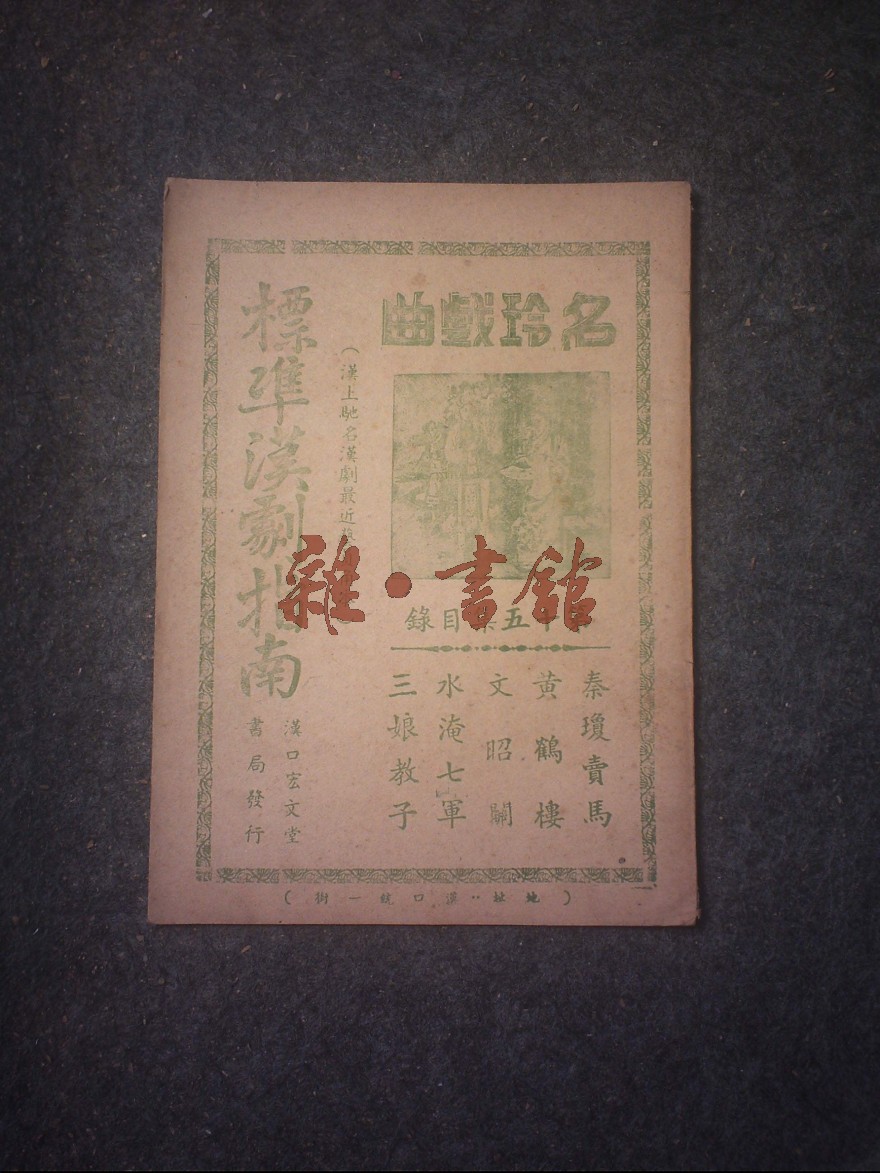 名玲戲曲
五集目錄
秦瓊賣馬
黃鶴樓
文昭關
水淹七軍
三娘教子
（漢上馳名漢劇最近
標準漢劇指南
漢口宏文堂
書局發行
（地址：漢口統一街）
雜·書館